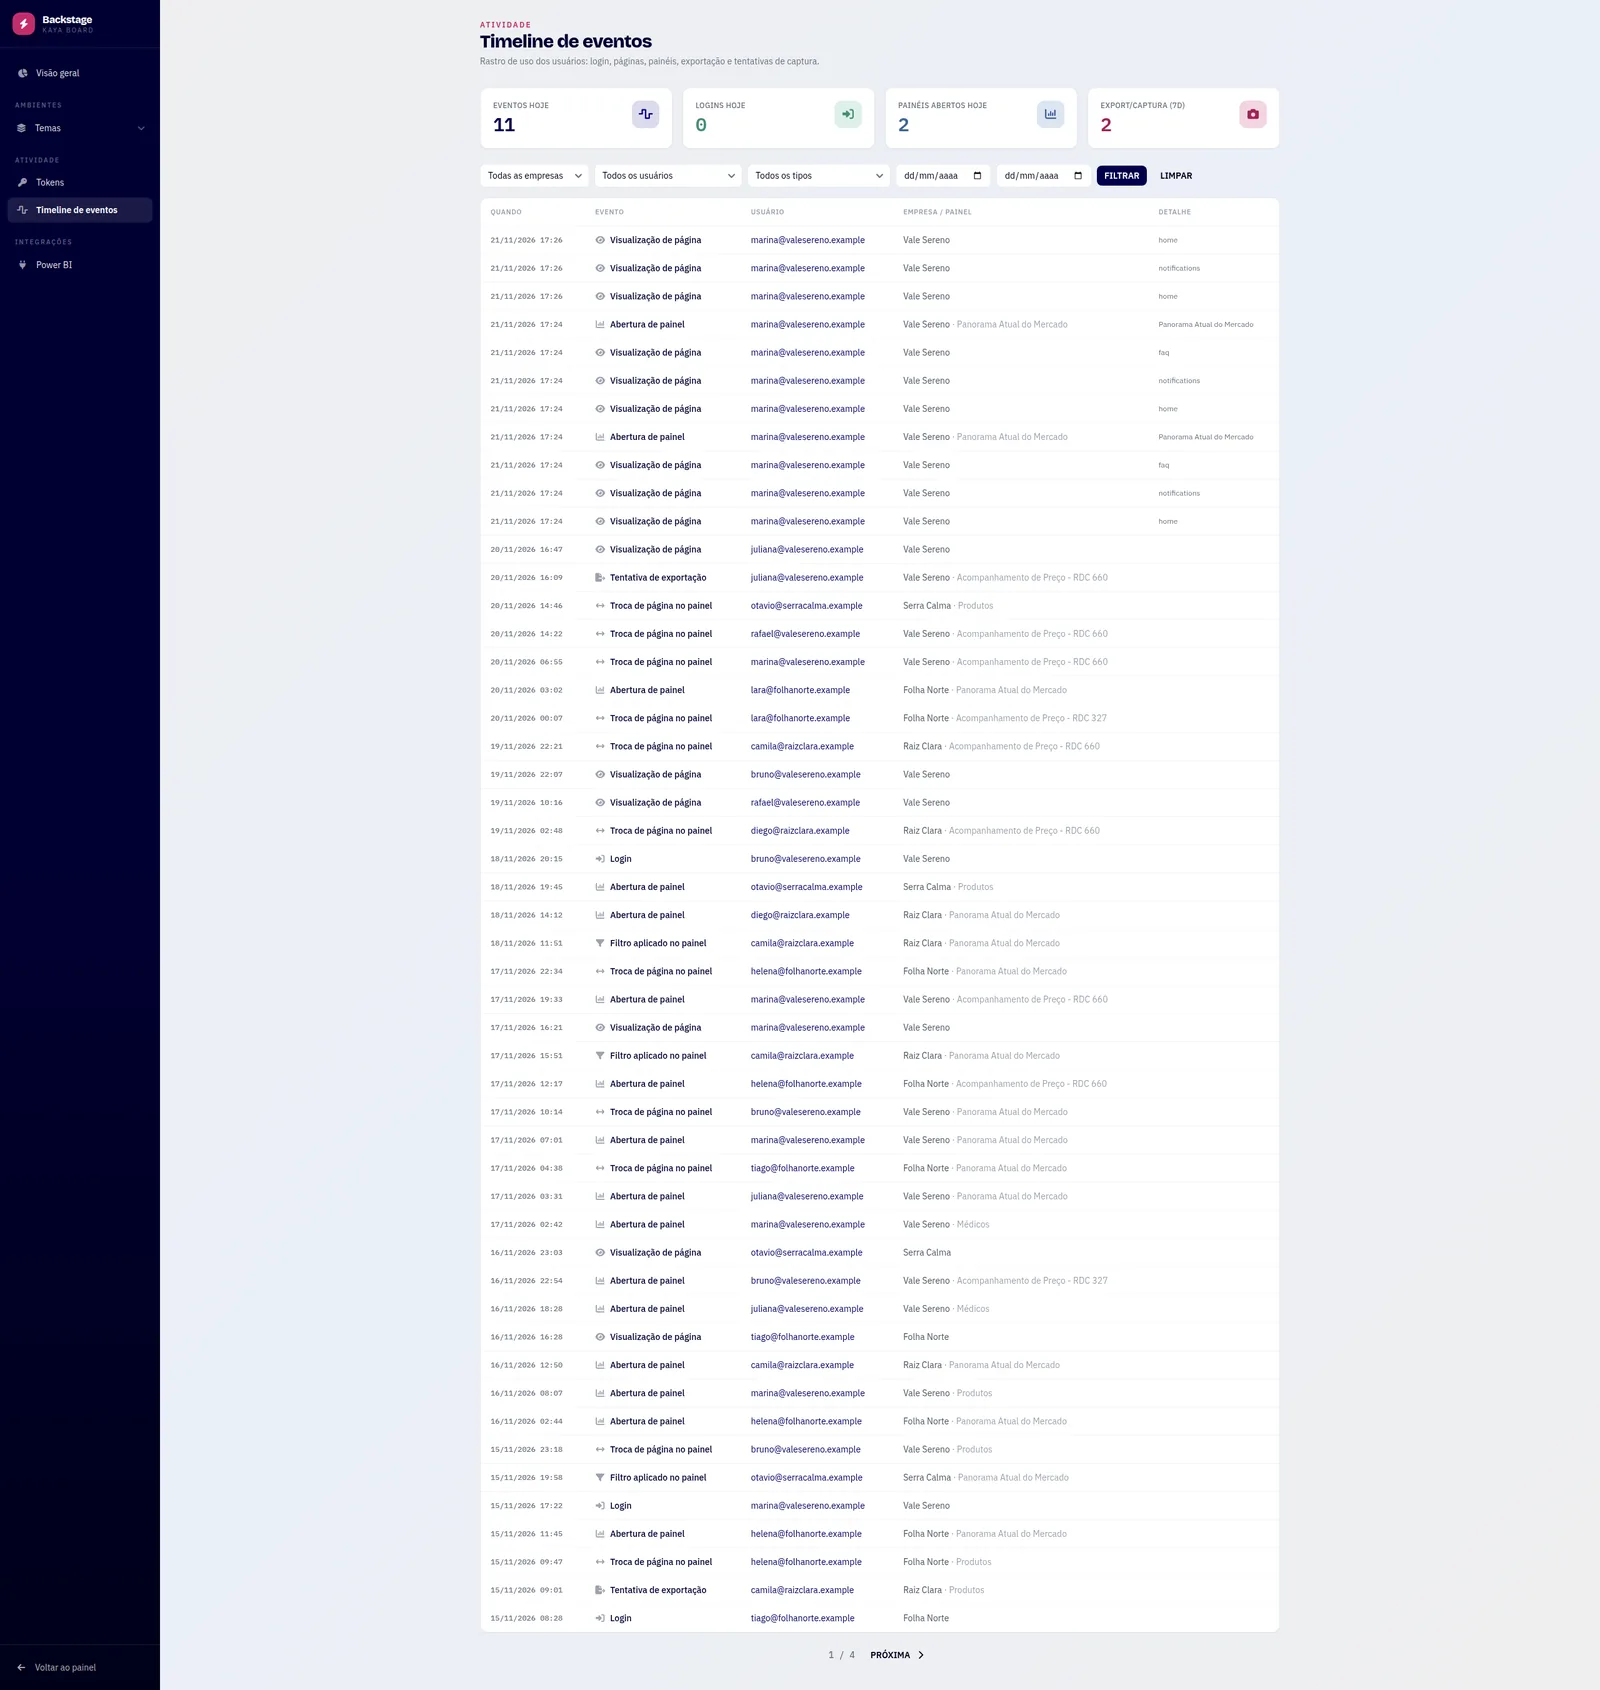 Backstage
KAYA BOARD
Visão geral
AMBIENTES
Temas
ATIVIDADE
Tokens
Timeline de eventos
INTEGRAÇÕES
Power BI
Voltar ao painel
ATIVIDADE
Timeline de eventos
Rastro de uso dos usuários: login, páginas, painéis, exportação e tentativas de captura.
EVENTOS HOJE
11
LOGINS HOJE
0
PAINÉIS ABERTOS HOJE
2
EXPORT/CAPTURA (7D)
2
Todas as empresas Todos os usuários Todos os tipos dd/mm/aaaa dd/mm/aaaa FILTRAR LIMPAR
QUANDO EVENTO USUÁRIO EMPRESA / PAINEL DETALHE
21/11/2026 17:26 Visualização de página marina@valesereno.example Vale Sereno home
21/11/2026 17:26 Visualização de página marina@valesereno.example Vale Sereno notifications
21/11/2026 17:26 Visualização de página marina@valesereno.example Vale Sereno home
21/11/2026 17:24 Abertura de painel marina@valesereno.example Vale Sereno · Panorama Atual do Mercado Panorama Atual do Mercado
21/11/2026 17:24 Visualização de página marina@valesereno.example Vale Sereno faq
21/11/2026 17:24 Visualização de página marina@valesereno.example Vale Sereno notifications
21/11/2026 17:24 Visualização de página marina@valesereno.example Vale Sereno home
21/11/2026 17:24 Abertura de painel marina@valesereno.example Vale Sereno · Panorama Atual do Mercado Panorama Atual do Mercado
21/11/2026 17:24 Visualização de página marina@valesereno.example Vale Sereno faq
21/11/2026 17:24 Visualização de página marina@valesereno.example Vale Sereno notifications
21/11/2026 17:24 Visualização de página marina@valesereno.example Vale Sereno home
20/11/2026 16:47 Visualização de página juliana@valesereno.example Vale Sereno
20/11/2026 16:09 Tentativa de exportação juliana@valesereno.example Vale Sereno · Acompanhamento de Preço - RDC 660
20/11/2026 14:46 Troca de página no painel otavio@serracalma.example Serra Calma · Produtos
20/11/2026 14:22 Troca de página no painel rafael@valesereno.example Vale Sereno · Acompanhamento de Preço - RDC 660
20/11/2026 06:55 Troca de página no painel marina@valesereno.example Vale Sereno · Acompanhamento de Preço - RDC 660
20/11/2026 03:02 Abertura de painel lara@folhanorte.example Folha Norte · Panorama Atual do Mercado
20/11/2026 00:07 Troca de página no painel lara@folhanorte.example Folha Norte · Acompanhamento de Preço - RDC 327
19/11/2026 22:21 Troca de página no painel camila@raizclara.example Raiz Clara · Acompanhamento de Preço - RDC 660
19/11/2026 22:07 Visualização de página bruno@valesereno.example Vale Sereno
19/11/2026 10:16 Visualização de página rafael@valesereno.example Vale Sereno
19/11/2026 02:48 Troca de página no painel diego@raizclara.example Raiz Clara · Acompanhamento de Preço - RDC 660
18/11/2026 20:15 Login bruno@valesereno.example Vale Sereno
18/11/2026 19:45 Abertura de painel otavio@serracalma.example Serra Calma · Produtos
18/11/2026 14:12 Abertura de painel diego@raizclara.example Raiz Clara · Panorama Atual do Mercado
18/11/2026 11:51 Filtro aplicado no painel camila@raizclara.example Raiz Clara · Panorama Atual do Mercado
17/11/2026 22:34 Troca de página no painel helena@folhanorte.example Folha Norte · Panorama Atual do Mercado
17/11/2026 19:33 Abertura de painel marina@valesereno.example Vale Sereno · Acompanhamento de Preço - RDC 660
17/11/2026 16:21 Visualização de página marina@valesereno.example Vale Sereno
17/11/2026 15:51 Filtro aplicado no painel camila@raizclara.example Raiz Clara · Panorama Atual do Mercado
17/11/2026 12:17 Abertura de painel helena@folhanorte.example Folha Norte · Acompanhamento de Preço - RDC 660
17/11/2026 10:14 Troca de página no painel bruno@valesereno.example Vale Sereno · Panorama Atual do Mercado
17/11/2026 07:01 Abertura de painel marina@valesereno.example Vale Sereno · Panorama Atual do Mercado
17/11/2026 04:38 Troca de página no painel tiago@folhanorte.example Folha Norte · Panorama Atual do Mercado
17/11/2026 03:31 Abertura de painel juliana@valesereno.example Vale Sereno · Panorama Atual do Mercado
17/11/2026 02:42 Abertura de painel marina@valesereno.example Vale Sereno · Médicos
16/11/2026 23:03 Visualização de página otavio@serracalma.example Serra Calma
16/11/2026 22:54 Abertura de painel bruno@valesereno.example Vale Sereno · Acompanhamento de Preço - RDC 327
16/11/2026 18:28 Abertura de painel juliana@valesereno.example Vale Sereno · Médicos
16/11/2026 16:28 Visualização de página tiago@folhanorte.example Folha Norte
16/11/2026 12:50 Abertura de painel camila@raizclara.example Raiz Clara · Panorama Atual do Mercado
16/11/2026 08:07 Abertura de painel marina@valesereno.example Vale Sereno · Produtos
16/11/2026 02:44 Abertura de painel helena@folhanorte.example Folha Norte · Panorama Atual do Mercado
15/11/2026 23:18 Troca de página no painel bruno@valesereno.example Vale Sereno · Produtos
15/11/2026 19:58 Filtro aplicado no painel otavio@serracalma.example Serra Calma · Panorama Atual do Mercado
15/11/2026 17:22 Login marina@valesereno.example Vale Sereno
15/11/2026 11:45 Abertura de painel helena@folhanorte.example Folha Norte · Panorama Atual do Mercado
15/11/2026 09:47 Troca de página no painel helena@folhanorte.example Folha Norte · Produtos
15/11/2026 09:01 Tentativa de exportação camila@raizclara.example Raiz Clara · Produtos
15/11/2026 08:28 Login tiago@folhanorte.example Folha Norte
1 / 4 PRÓXIMA